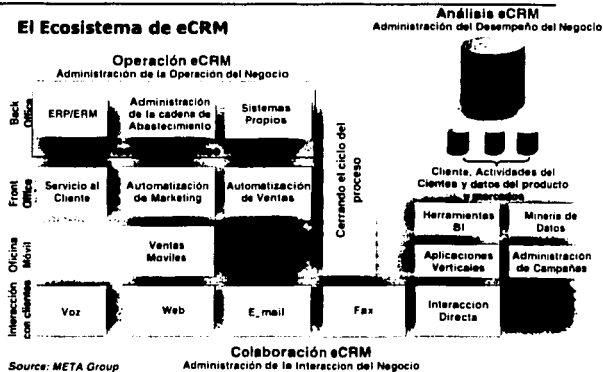 El Ecosistema de eCRM
Análisis eCRM
Administración del Desempeño del Negocio
Operación eCRM
Administración de la Operación del Negocio
Back
Office
ERP/ERM
Administración
de la cadena de
Abastecimiento
Sistemas
Propios
Cerrando el ciclo del
proceso
Cliente, Actividades del
Cientes y datos del producto
y mercados
Front
Office
Servicio al
Cliente
Automatización
de Marketing
Automatización
de Ventas
Herramientas
BI
Minería de
Datos
Oficina
Móvil
Ventas
Moviles
Aplicaciones
Verticales
Administración
de Campañas
Interacción
con clientes
Voz
Web
E_mail
Fax
Interaccion
Directa
Colaboración eCRM
Administración de la Interaccion del Negocio
Source: META Group